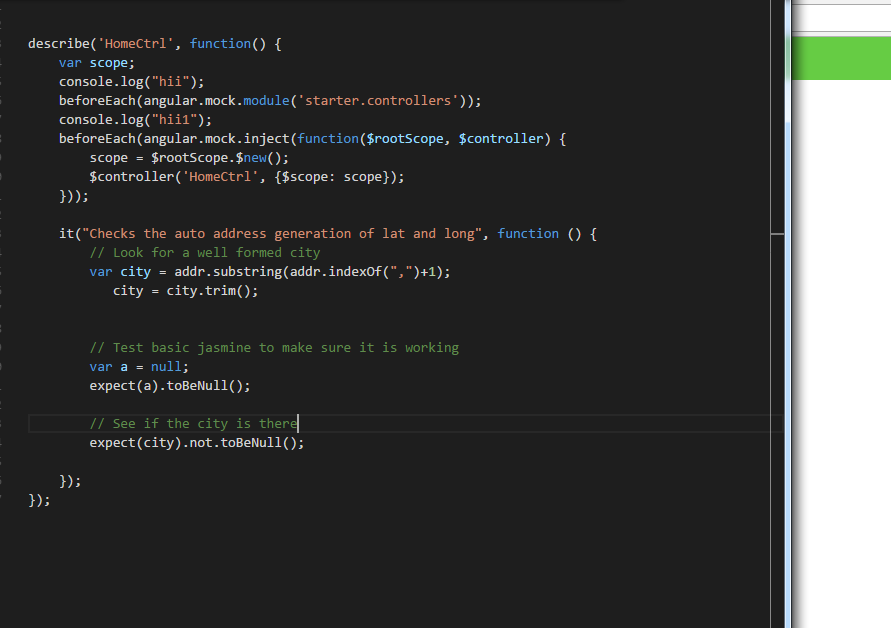 describe('HomeCtrl', function() {
    var scope;
    console.log("hii");
    beforeEach(angular.mock.module('starter.controllers'));
    console.log("hii1");
    beforeEach(angular.mock.inject(function($rootScope, $controller) {
        scope = $rootScope.$new();
        $controller('HomeCtrl', {$scope: scope});
    }));
    it("Checks the auto address generation of lat and long", function () {
        // Look for a well formed city
        var city = addr.substring(addr.indexOf(",")+1);
           city = city.trim();
        // Test basic jasmine to make sure it is working
        var a = null;
        expect(a).toBeNull();
        // See if the city is there
        expect(city).not.toBeNull();
    });
});